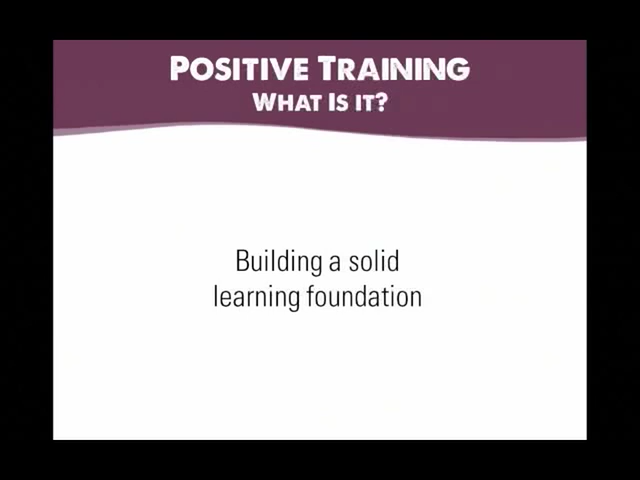 POSITIVE TRAINING
WHAT IS IT?
Building a solid
learning foundation